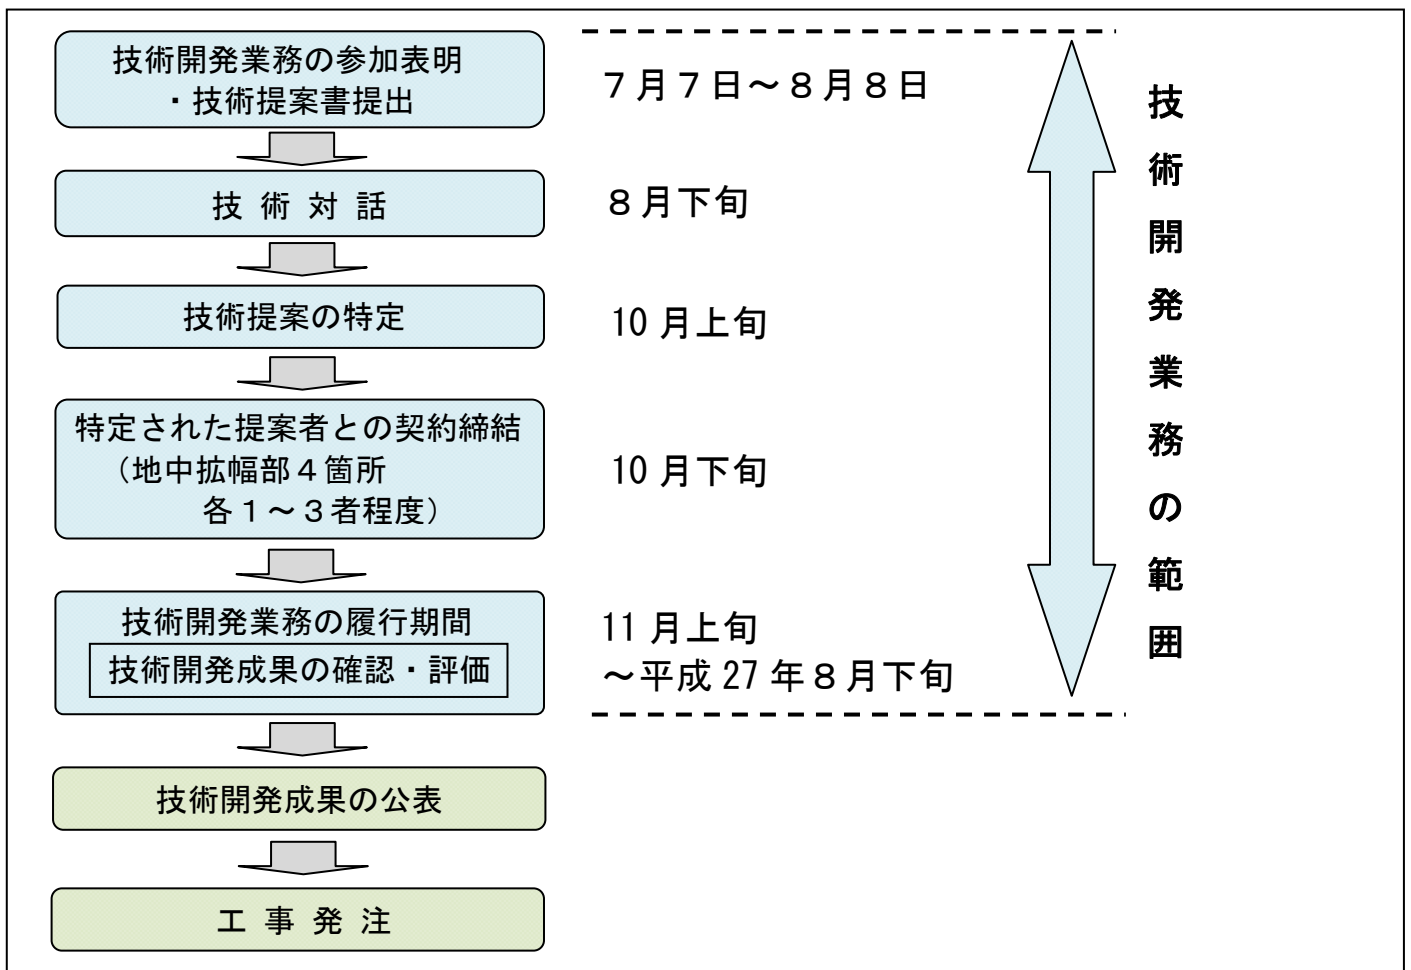 技術開発業務の参加表明
・技術提案書提出
７月７日～８月８日
技 術 対 話
８月下旬
技術提案の特定
10 月上旬
特定された提案者との契約締結
（地中拡幅部４箇所
各１～３者程度）
10 月下旬
技術開発業務の履行期間
技術開発成果の確認・評価
11 月上旬
～平成 27 年８月下旬
技術開発成果の公表
工 事 発 注
技術開発業務の範囲